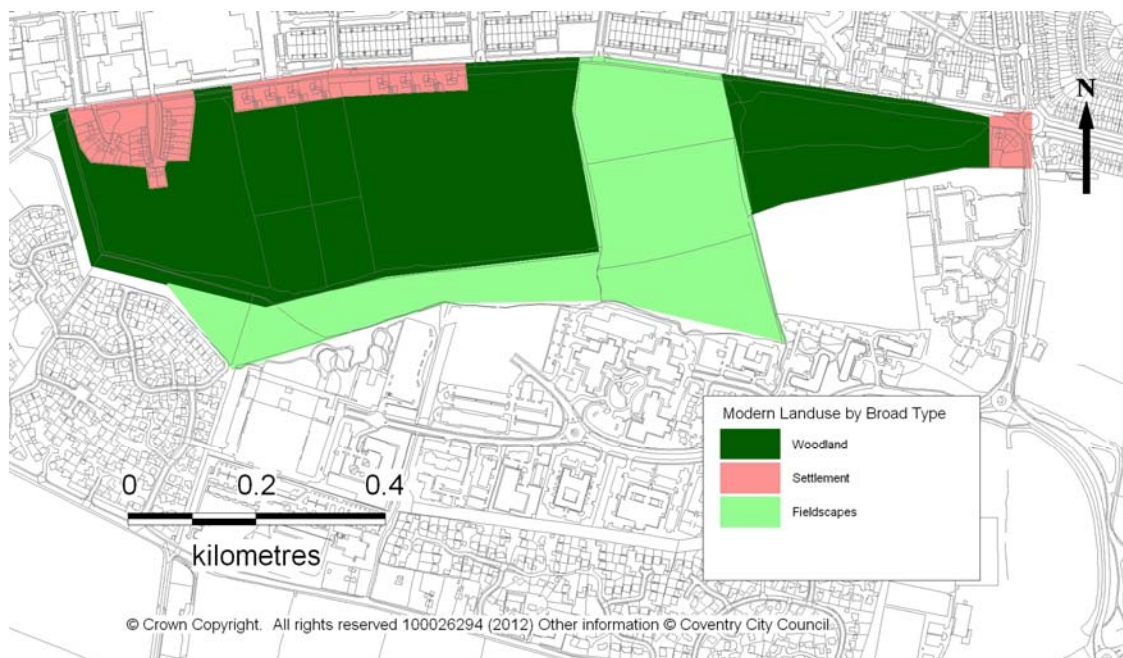 N
Modern Landuse by Broad Type
Woodland
Settlement
Fieldscapes
0 0.2 0.4
kilometres
© Crown Copyright. All rights reserved 100026294 (2012) Other information © Coventry City Council